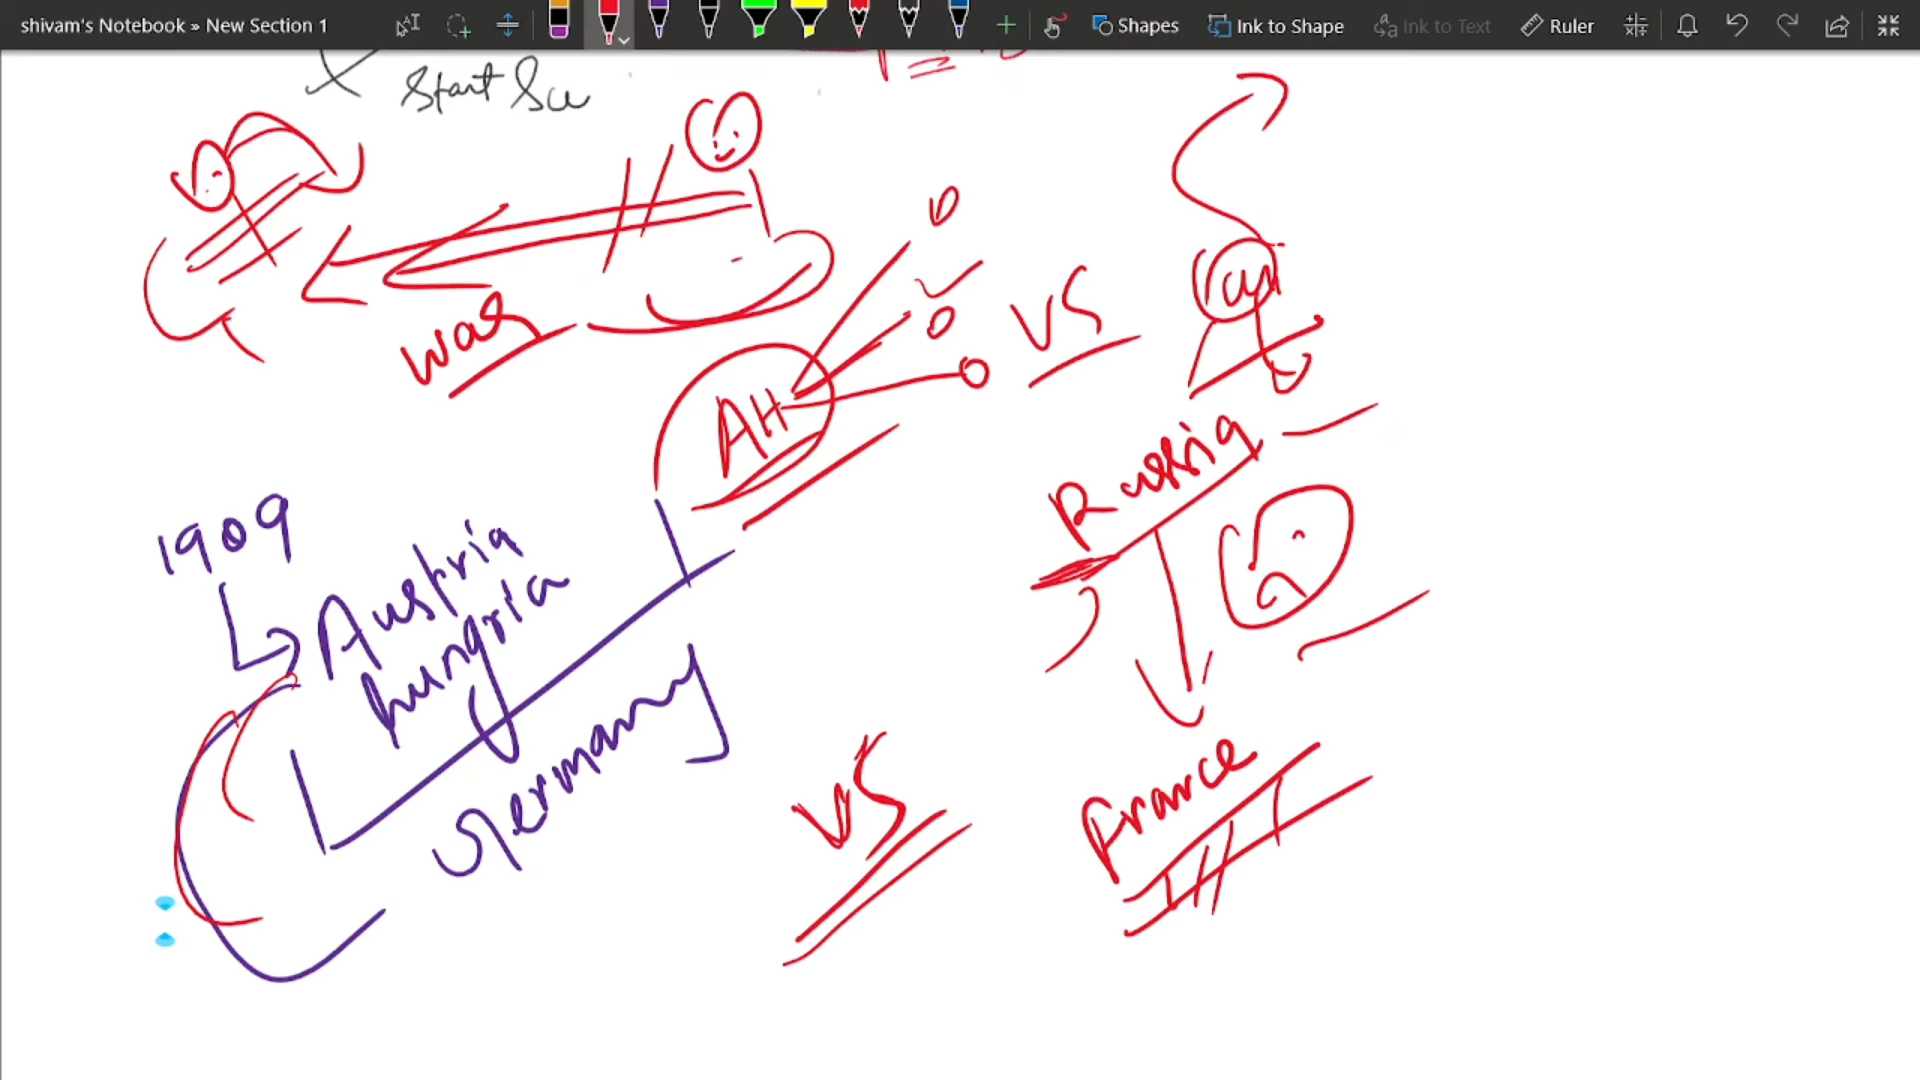 shivam's Notebook » New Section 1
Shapes
Ink to Shape
Ink to Text
Ruler
Start
war
AH
VS
Russia
1909
Austria
hungria
Germany
VS
France